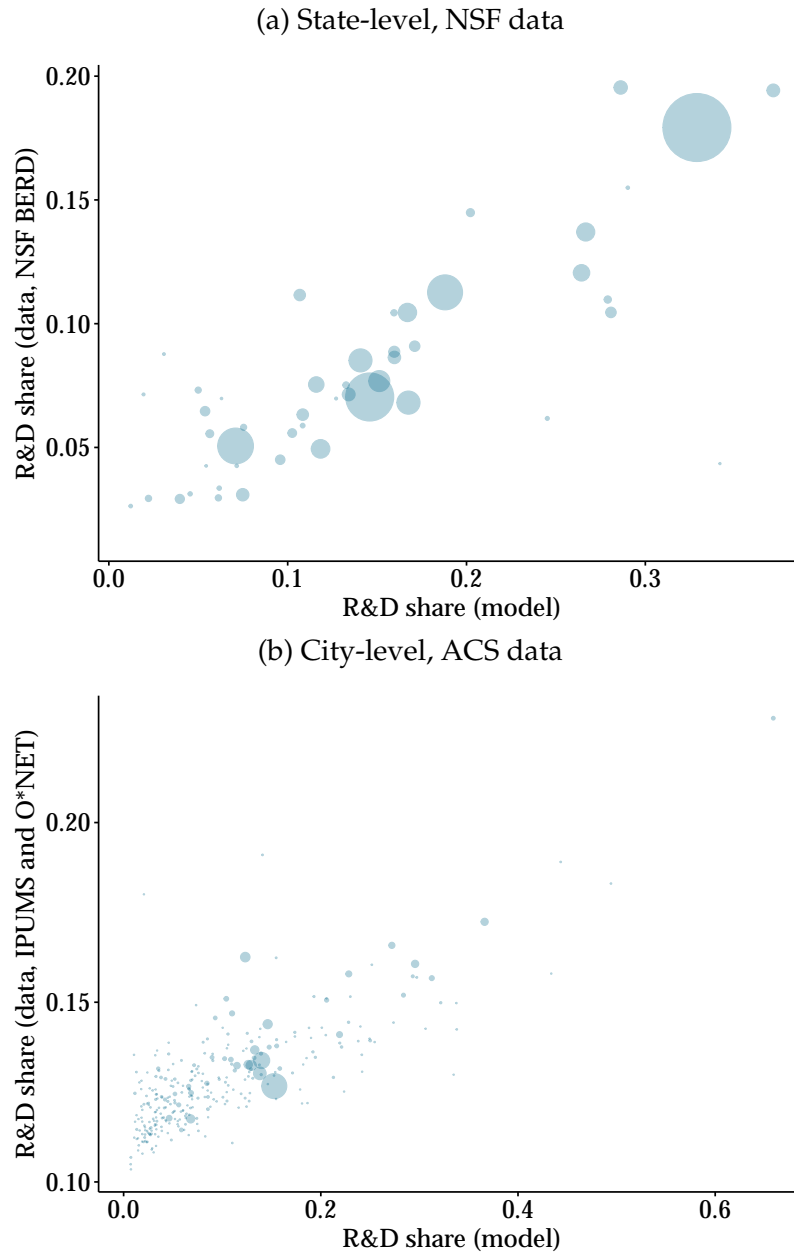 (a) State-level, NSF data
0.20
0.15
0.10
0.05
R&D share (data, NSF BERD)
0.0 0.1 0.2 0.3
R&D share (model)
(b) City-level, ACS data
0.20
0.15
0.10
R&D share (data, IPUMS and O*NET)
0.0 0.2 0.4 0.6
R&D share (model)